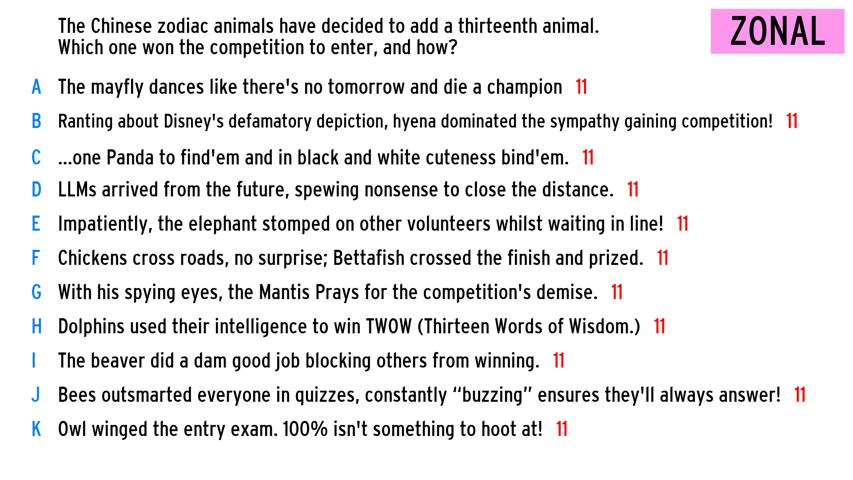 The Chinese zodiac animals have decided to add a thirteenth animal.
Which one won the competition to enter, and how?
ZONAL
A The mayfly dances like there's no tomorrow and die a champion 11
B Ranting about Disney's defamatory depiction, hyena dominated the sympathy gaining competition! 11
C ...one Panda to find'em and in black and white cuteness bind'em. 11
D LLMs arrived from the future, spewing nonsense to close the distance. 11
E Impatiently, the elephant stomped on other volunteers whilst waiting in line! 11
F Chickens cross roads, no surprise; Bettafish crossed the finish and prized. 11
G With his spying eyes, the Mantis Prays for the competition's demise. 11
H Dolphins used their intelligence to win TWOW (Thirteen Words of Wisdom.) 11
I The beaver did a dam good job blocking others from winning. 11
J Bees outsmarted everyone in quizzes, constantly “buzzing” ensures they'll always answer! 11
K Owl winged the entry exam. 100% isn't something to hoot at! 11